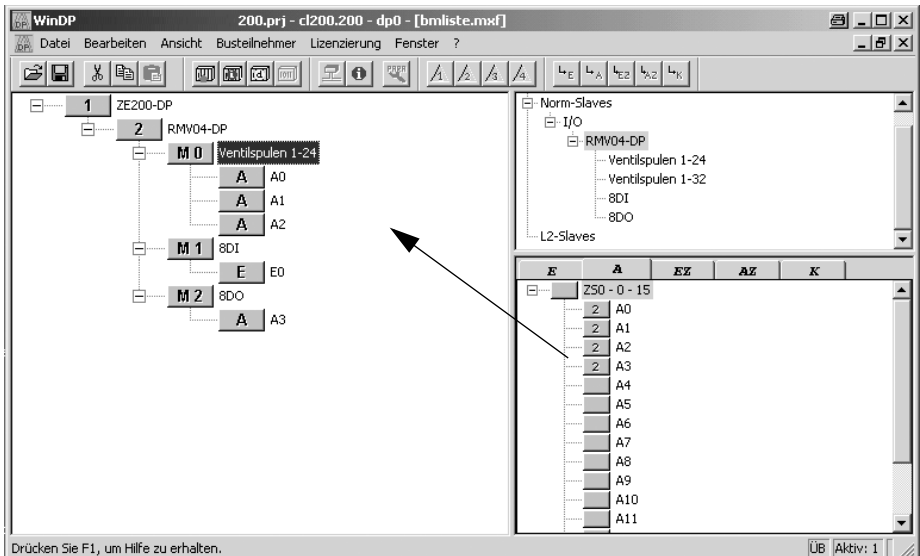 WinDP 200.prj - cl200.200 - dp0 - [bmliste.mxf]
Datei Bearbeiten Ansicht Busteilnehmer Lizenzierung Fenster ?
1 ZE200-DP
2 RMV04-DP
M 0 Ventilspulen 1-24
A A0
A A1
A A2
M 1 8DI
E E0
M 2 8DO
A A3
Norm-Slaves
I/O
RMV04-DP
Ventilspulen 1-24
Ventilspulen 1-32
8DI
8DO
L2-Slaves
E A EZ AZ K
ZS0 - 0 - 15
2 A0
2 A1
2 A2
2 A3
A4
A5
A6
A7
A8
A9
A10
A11
Drücken Sie F1, um Hilfe zu erhalten. ÜB Aktiv: 1